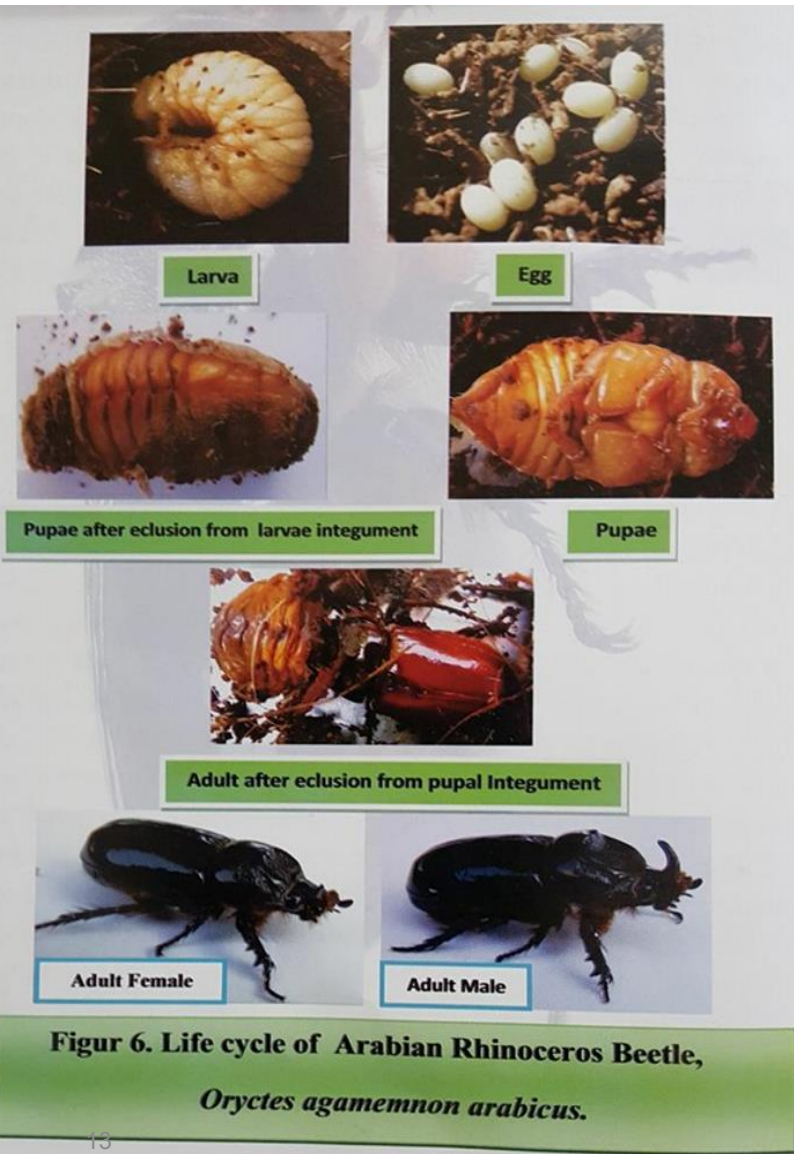 Larva
Egg
Pupae after eclusion from larvae integument
Pupae
Adult after eclusion from pupal Integument
Adult Female
Adult Male
Figur 6. Life cycle of Arabian Rhinoceros Beetle,
Oryctes agamemnon arabicus.
13